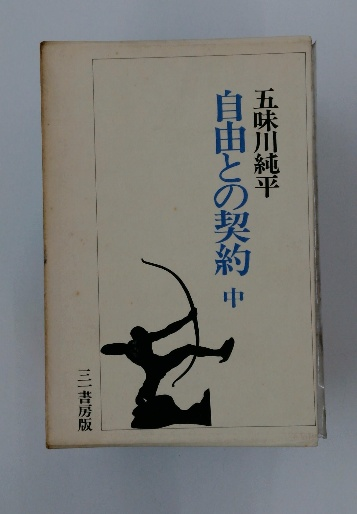 五味川純平
自由との契約 中
三一書房版